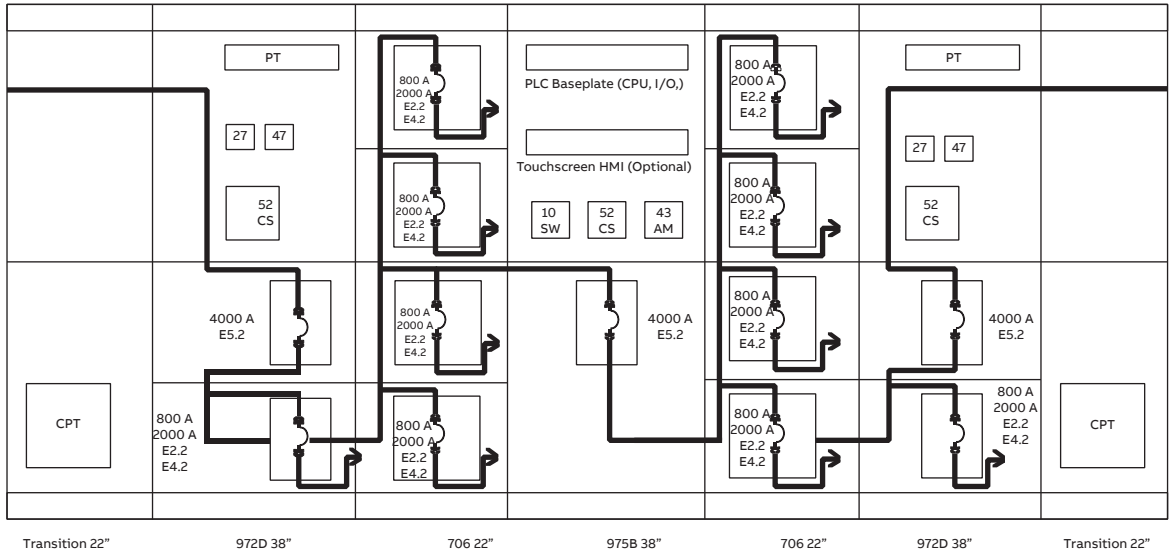 PT
27
47
52
CS
4000 A
E5.2
800 A
2000 A
E2.2
E4.2
CPT
800 A
2000 A
E2.2
E4.2
800 A
2000 A
E2.2
E4.2
800 A
2000 A
E2.2
E4.2
800 A
2000 A
E2.2
E4.2
PLC Baseplate (CPU, I/O,)
Touchscreen HMI (Optional)
10
SW
52
CS
43
AM
4000 A
E5.2
800 A
2000 A
E2.2
E4.2
800 A
2000 A
E2.2
E4.2
800 A
2000 A
E2.2
E4.2
800 A
2000 A
E2.2
E4.2
PT
27
47
52
CS
4000 A
E5.2
800 A
2000 A
E2.2
E4.2
CPT
Transition 22”
972D 38”
706 22”
975B 38”
706 22”
972D 38”
Transition 22”